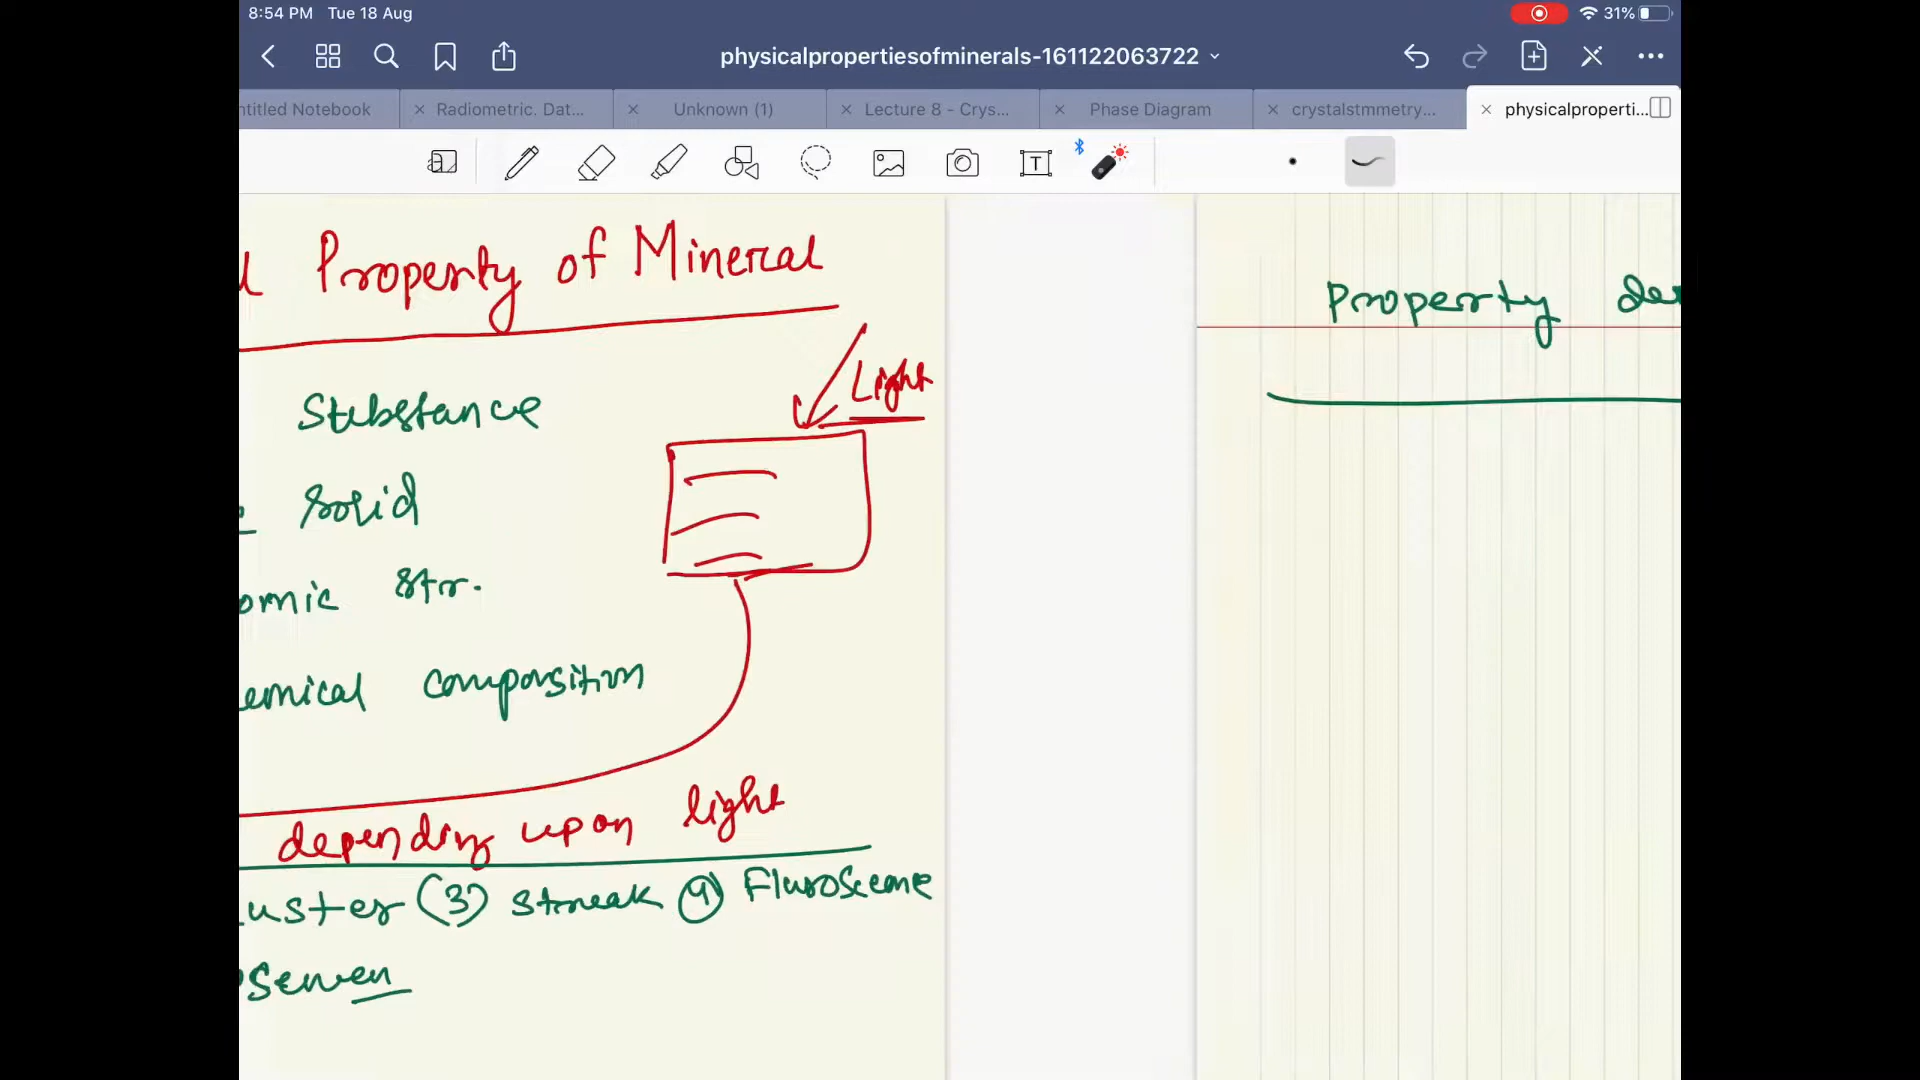 8:54 PM Tue 18 Aug
31%
physicalpropertiesofminerals-161122063722
ntitled Notebook
Radiometric. Dat...
Unknown (1)
Lecture 8 - Crys...
Phase Diagram
crystalstmmetry...
physicalproperti...
T
Property of Mineral
Light
Substance
Solid
omic Str.
emical composition
depending upon light
uster (3) streak (4) Fluroscene
Property de